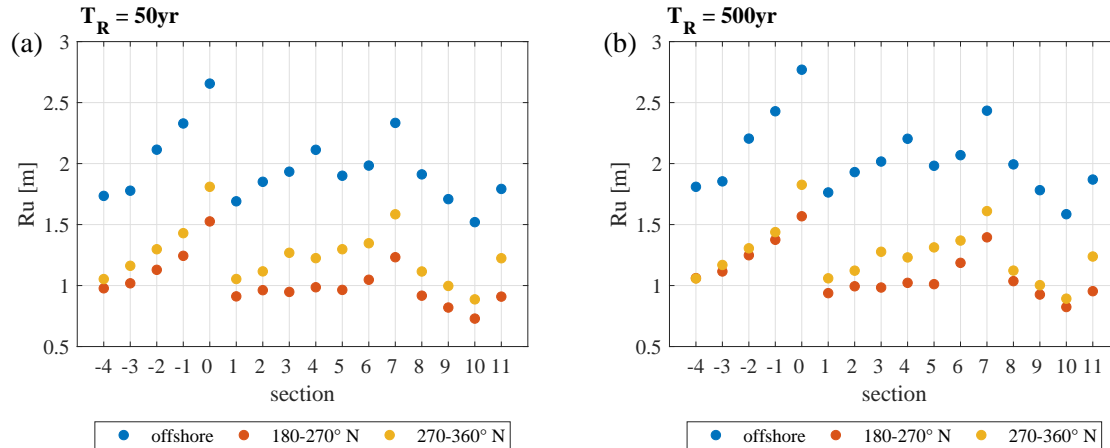 T_R = 50yr
(a)
3
2.5
2
1.5
1
0.5
Ru [m]
-4 -3 -2 -1 0 1 2 3 4 5 6 7 8 9 10 11
section
offshore 180-270° N 270-360° N
T_R = 500yr
(b)
3
2.5
2
1.5
1
0.5
Ru [m]
-4 -3 -2 -1 0 1 2 3 4 5 6 7 8 9 10 11
section
offshore 180-270° N 270-360° N